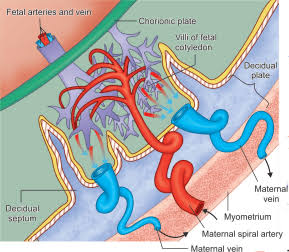 Fetal arteries and vein
Chorionic plate
Villi of fetal
colyledon
Decidual
plate
Maternal
vein
Myometrium
Maternal spiral artery
Maternal vein
Decidual
septum